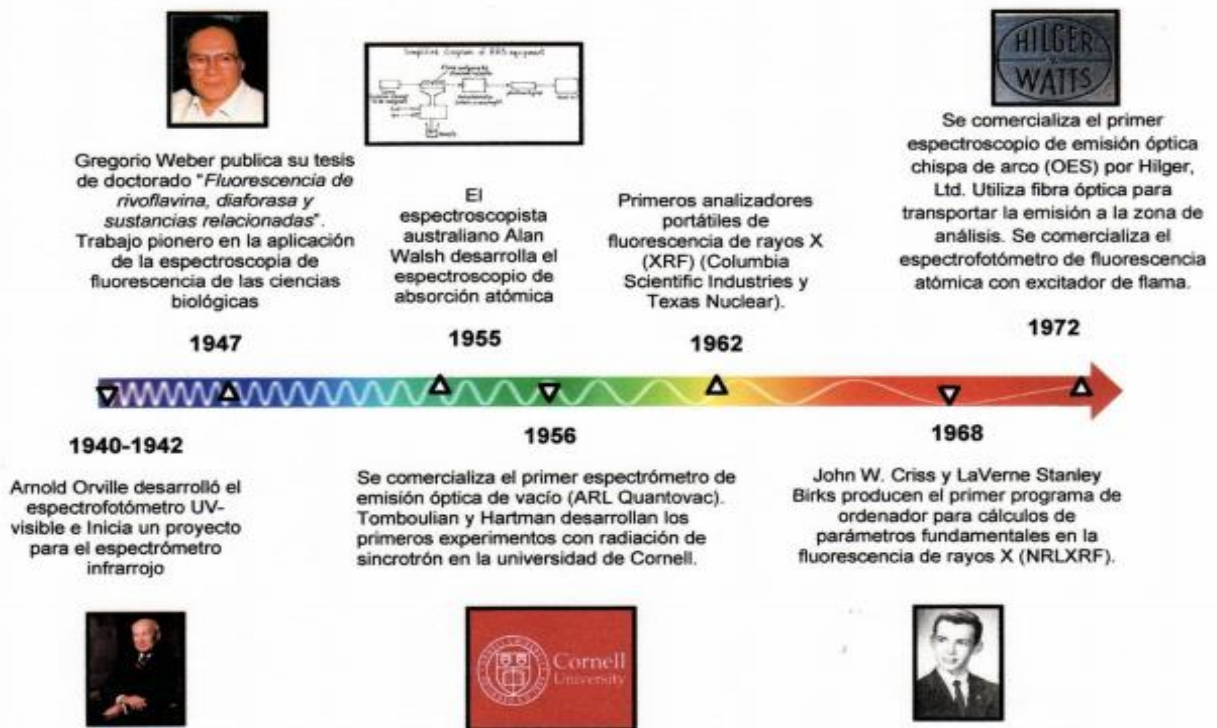 Simplified diagram of AAS equipment
HILGER
&
WATTS
Gregorio Weber publica su tesis
de doctorado "Fluorescencia de
rivoflavina, diaforasa y
sustancias relacionadas".
Trabajo pionero en la aplicación
de la espectroscopia de
fluorescencia de las ciencias
biológicas
1947
El
espectroscopista
australiano Alan
Walsh desarrolla el
espectroscopio de
absorción atómica
1955
Primeros analizadores
portátiles de
fluorescencia de rayos X
(XRF) (Columbia
Scientific Industries y
Texas Nuclear).
1962
Se comercializa el primer
espectroscopio de emisión óptica
chispa de arco (OES) por Hilger,
Ltd. Utiliza fibra óptica para
transportar la emisión a la zona de
análisis. Se comercializa el
espectrofotómetro de fluorescencia
atómica con excitador de flama.
1972
1940-1942
Arnold Orville desarrolló el
espectrofotómetro UV-
visible e Inicia un proyecto
para el espectrómetro
infrarrojo
1956
Se comercializa el primer espectrómetro de
emisión óptica de vacío (ARL Quantovac).
Tomboulian y Hartman desarrollan los
primeros experimentos con radiación de
sincrotrón en la universidad de Cornell.
1968
John W. Criss y LaVerne Stanley
Birks producen el primer programa de
ordenador para cálculos de
parámetros fundamentales en la
fluorescencia de rayos X (NRLXRF).
Cornell
University